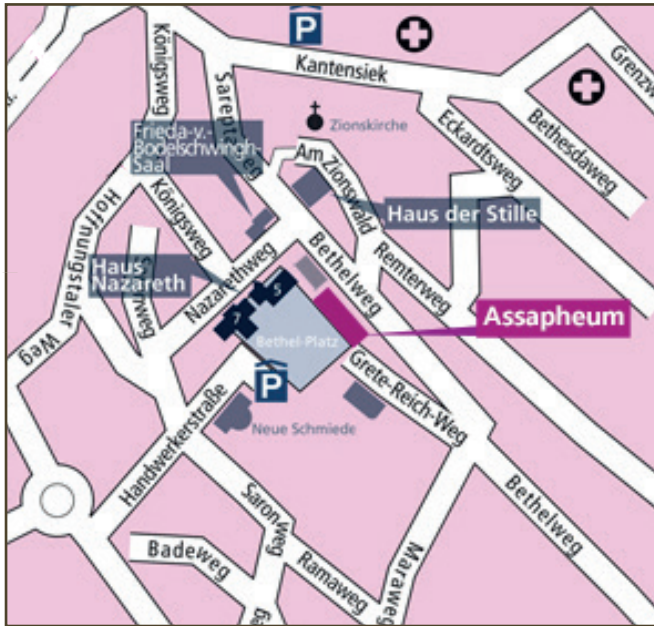 Königsweg
P
Kantensiek
Grenzw
Sareptaweg
Zionskirche
Frieda-v.-
Bodelschwingh-
Saal
Am Zionswald
Eckardtsweg
Bethesdaweg
Königsweg
Haus der Stille
Hoffnungstaler
Weg
Haus
Nazareth
Nazarethweg
Bethelweg
Remterweg
5
7
Bethel-Platz
Assapheum
P
Grete-Reich-Weg
Neue Schmiede
Handwerkerstraße
Saronweg
Bethelweg
Badeweg
Ramaweg
Maraweg